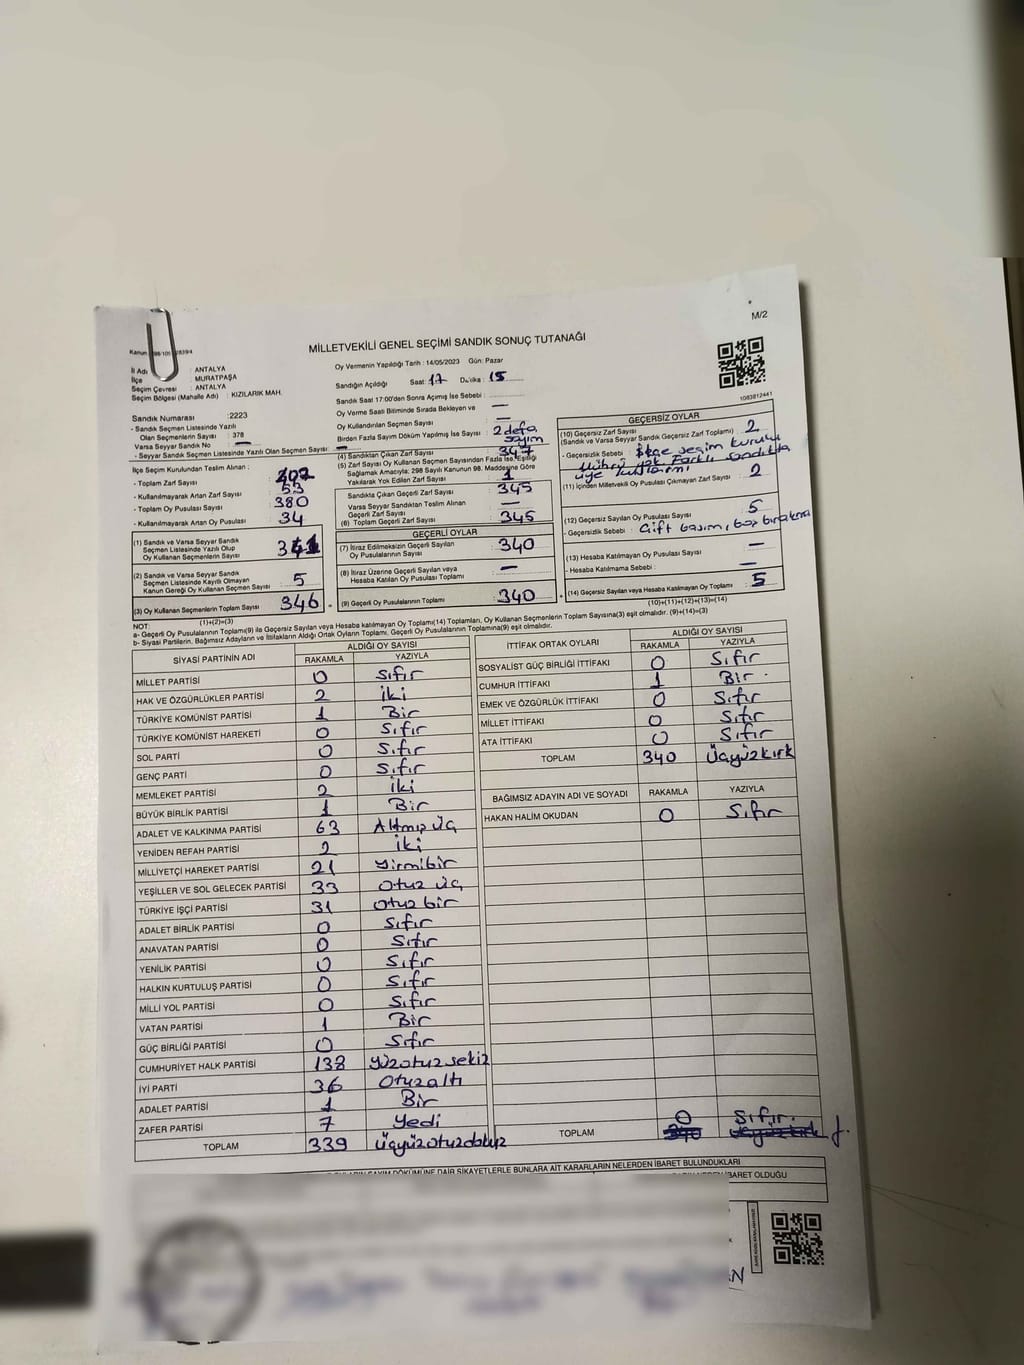 M/2
MİLLETVEKİLİ GENEL SEÇİMİ SANDIK SONUÇ TUTANAĞI
Kanun
İl Adı : ANTALYA
İlçe : MURATPAŞA
Seçim Çevresi : ANTALYA
Seçim Bölgesi (Mahalle Adı) : KIZILARIK MAH.
Oy Vermenin Yapıldığı Tarih : 14/05/2023 Gün: Pazar
Sandığın Açıldığı Saat: 17 Dakika: 15
Sandık Saat 17:00'den Sonra Açılmış İse Sebebi : —
Oy Verme Saati Bitiminde Sırada Bekleyen ve
Oy Kullandırılan Seçmen Sayısı : —
Birden Fazla Sayım Döküm Yapılmış İse Sayısı : 2 defa sayım
1083812441
Sandık Numarası :2223
- Sandık Seçmen Listesinde Yazılı
Olan Seçmenlerin Sayısı : 378
Varsa Seyyar Sandık No : —
- Seyyar Sandık Seçmen Listesinde Yazılı Olan Seçmen Sayısı: —
İlçe Seçim Kurulundan Teslim Alınan ;
- Toplam Zarf Sayısı :
- Kullanılmayarak Artan Zarf Sayısı : 53
- Toplam Oy Pusulası Sayısı : 380
- Kullanılmayarak Artan Oy Pusulası : 34
(1) Sandık ve Varsa Seyyar Sandık
Seçmen Listesinde Yazılı Olup
Oy Kullanan Seçmenlerin Sayısı : 341
(2) Sandık ve Varsa Seyyar Sandık
Seçmen Listesinde Kayıtlı Olmayan
Kanun Gereği Oy Kullanan Seçmen Sayısı : 5
(3) Oy Kullanan Seçmenlerin Toplam Sayısı : 346
(1)+(2)=(3)
(4) Sandıktan Çıkan Zarf Sayısı : 347
(5) Zarf Sayısı Oy Kullanan Seçmen Sayısından Fazla İse, Eşitliği
Sağlamak Amacıyla; 298 Sayılı Kanunun 98. Maddesine Göre
Yakılarak Yok Edilen Zarf Sayısı : 1
Sandıkta Çıkan Geçerli Zarf Sayısı : 345
Varsa Seyyar Sandıktan Teslim Alınan
Geçerli Zarf Sayısı : —
(6) Toplam Geçerli Zarf Sayısı : 345
GEÇERLİ OYLAR
(7) İtiraz Edilmeksizin Geçerli Sayılan
Oy Pusulalarının Sayısı : 340
(8) İtiraz Üzerine Geçerli Sayılan veya
Hesaba Katılan Oy Pusulası Toplamı : —
(9) Geçerli Oy Pusulalarının Toplamı : 340
GEÇERSİZ OYLAR
(10) Geçersiz Zarf Sayısı
(Sandık ve Varsa Seyyar Sandık Geçersiz Zarf Toplamı) : 2
- Geçersizlik Sebebi : İlçe seçim kurulu
mührü yok Farklı sandıkta
(11) İçinden Milletvekili Oy Pusulası Çıkmayan Zarf Sayısı : 2
(12) Geçersiz Sayılan Oy Pusulası Sayısı : 5
- Geçersizlik Sebebi : Çift basım, boş bırakma
(13) Hesaba Katılmayan Oy Pusulası Sayısı : —
- Hesaba Katılmama Sebebi : —
(14) Geçersiz Sayılan veya Hesaba Katılmayan Oy Toplamı : 5
(10)+(11)+(12)+(13)=(14)
NOT:
a- Geçerli Oy Pusulalarının Toplamı(9) ile Geçersiz Sayılan veya Hesaba Katılmayan Oy Toplamı(14) Toplamları, Oy Kullanan Seçmenlerin Toplam Sayısına(3) eşit olmalıdır. (9)+(14)=(3)
b- Siyasi Partilerin, Bağımsız Adayların ve İttifakların Aldığı Ortak Oyların Toplamı, Geçerli Oy Pusulalarının Toplamına(9) eşit olmalıdır.
SİYASİ PARTİNİN ADI ALDIĞI OY SAYISI
RAKAMLA YAZIYLA
MİLLET PARTİSİ 0 Sıfır
HAK VE ÖZGÜRLÜKLER PARTİSİ 2 İki
TÜRKİYE KOMÜNİST PARTİSİ 1 Bir
TÜRKİYE KOMÜNİST HAREKETİ 0 Sıfır
SOL PARTİ 0 Sıfır
GENÇ PARTİ 0 Sıfır
MEMLEKET PARTİSİ 2 İki
BÜYÜK BİRLİK PARTİSİ 1 Bir
ADALET VE KALKINMA PARTİSİ 63 Altmış üç
YENİDEN REFAH PARTİSİ 2 İki
MİLLİYETÇİ HAREKET PARTİSİ 21 Yirmibir
YEŞİLLER VE SOL GELECEK PARTİSİ 33 Otuz üç
TÜRKİYE İŞÇİ PARTİSİ 31 Otuz bir
ADALET BİRLİK PARTİSİ 0 Sıfır
ANAVATAN PARTİSİ 0 Sıfır
YENİLİK PARTİSİ 0 Sıfır
HALKIN KURTULUŞ PARTİSİ 0 Sıfır
MİLLİ YOL PARTİSİ 0 Sıfır
VATAN PARTİSİ 1 Bir
GÜÇ BİRLİĞİ PARTİSİ 0 Sıfır
CUMHURİYET HALK PARTİSİ 138 Yüzotuzsekiz
İYİ PARTİ 36 Otuzaltı
ADALET PARTİSİ 1 Bir
ZAFER PARTİSİ 7 Yedi
TOPLAM 339 Üçyüzotuzdokuz
İTTİFAK ORTAK OYLARI ALDIĞI OY SAYISI
RAKAMLA YAZIYLA
SOSYALİST GÜÇ BİRLİĞİ İTTİFAKI 0 Sıfır
CUMHUR İTTİFAKI 1 Bir
EMEK VE ÖZGÜRLÜK İTTİFAKI 0 Sıfır
MİLLET İTTİFAKI 0 Sıfır
ATA İTTİFAKI 0 Sıfır
TOPLAM 340 Üçyüzkırk
BAĞIMSIZ ADAYIN ADI VE SOYADI RAKAMLA YAZIYLA
HAKAN HALİM OKUDAN 0 Sıfır
0 Sıfır.
TOPLAM 340 Üçyüzkırk
SAYIM DÖKÜMÜNE DAİR ŞİKAYETLERLE BUNLARA AİT KARARLARIN NELERDEN İBARET BULUNDUKLARI
İBARET OLDUĞU